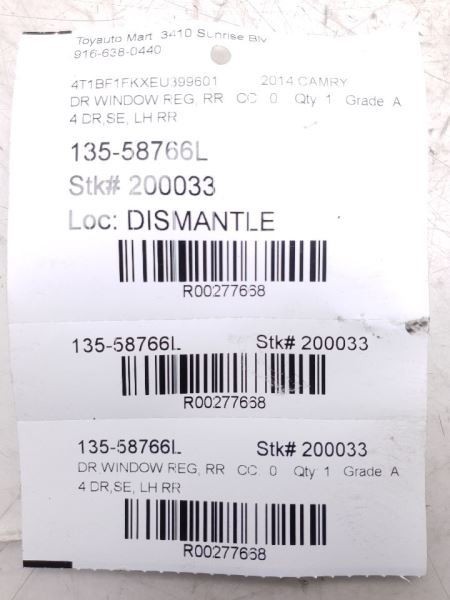 Toyauto Mart 3410 Sunrise Blv
916-638-0440
4T1BF1FKXEU399601 2014 CAMRY
DR WINDOW REG, RR CC: 0 Qty: 1 Grade: A
4 DR,SE, LH RR
135-58766L
Stk# 200033
Loc: DISMANTLE
R00277668
135-58766L Stk# 200033
R00277668
135-58766L Stk# 200033
DR WINDOW REG, RR CC: 0 Qty: 1 Grade: A
4 DR,SE, LH RR
R00277668